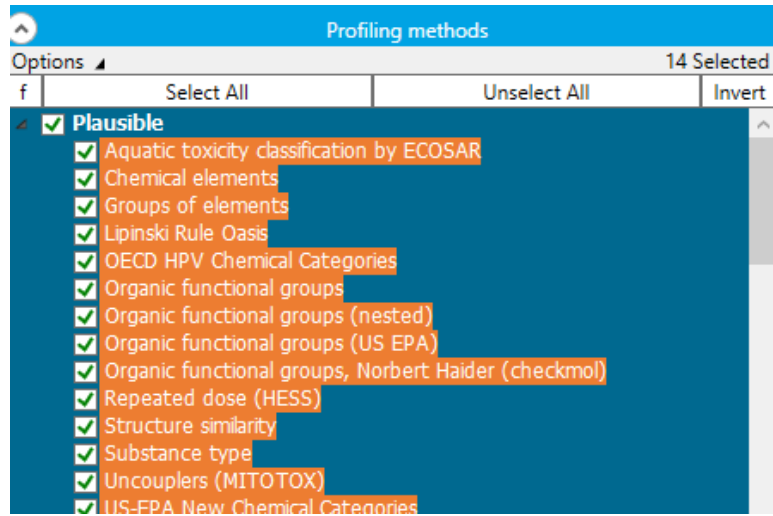 Profiling methods
Options 14 Selected
f Select All Unselect All Invert
Plausible
Aquatic toxicity classification by ECOSAR
Chemical elements
Groups of elements
Lipinski Rule Oasis
OECD HPV Chemical Categories
Organic functional groups
Organic functional groups (nested)
Organic functional groups (US EPA)
Organic functional groups, Norbert Haider (checkmol)
Repeated dose (HESS)
Structure similarity
Substance type
Uncouplers (MITOTOX)
US-EPA New Chemical Categories